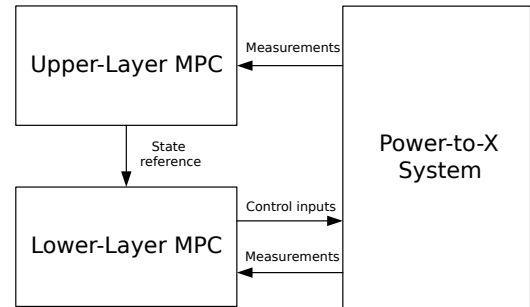 Upper-Layer MPC
Measurements
State
reference
Power-to-X
System
Lower-Layer MPC
Control inputs
Measurements